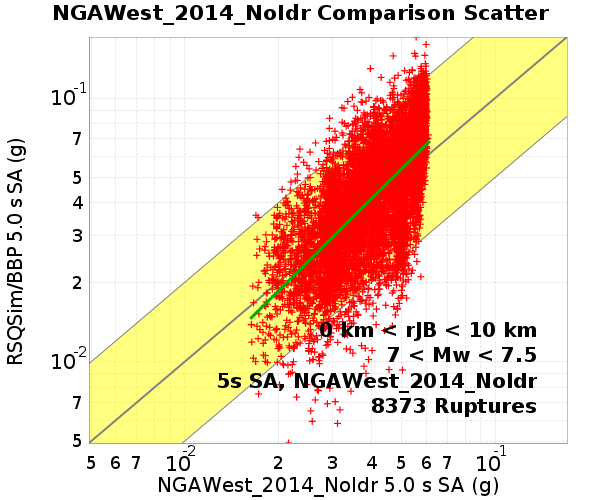 NGAWest_2014_NoIdr Comparison Scatter
RSQSim/BBP 5.0 s SA (g)
10-1
7
5
4
3
2
10-2
7
5
0 km < rJB < 10 km
7 < Mw < 7.5
5s SA, NGAWest_2014_NoIdr
8373 Ruptures
5 6 7 10-2 2 3 4 5 6 7 10-1
NGAWest_2014_NoIdr 5.0 s SA (g)